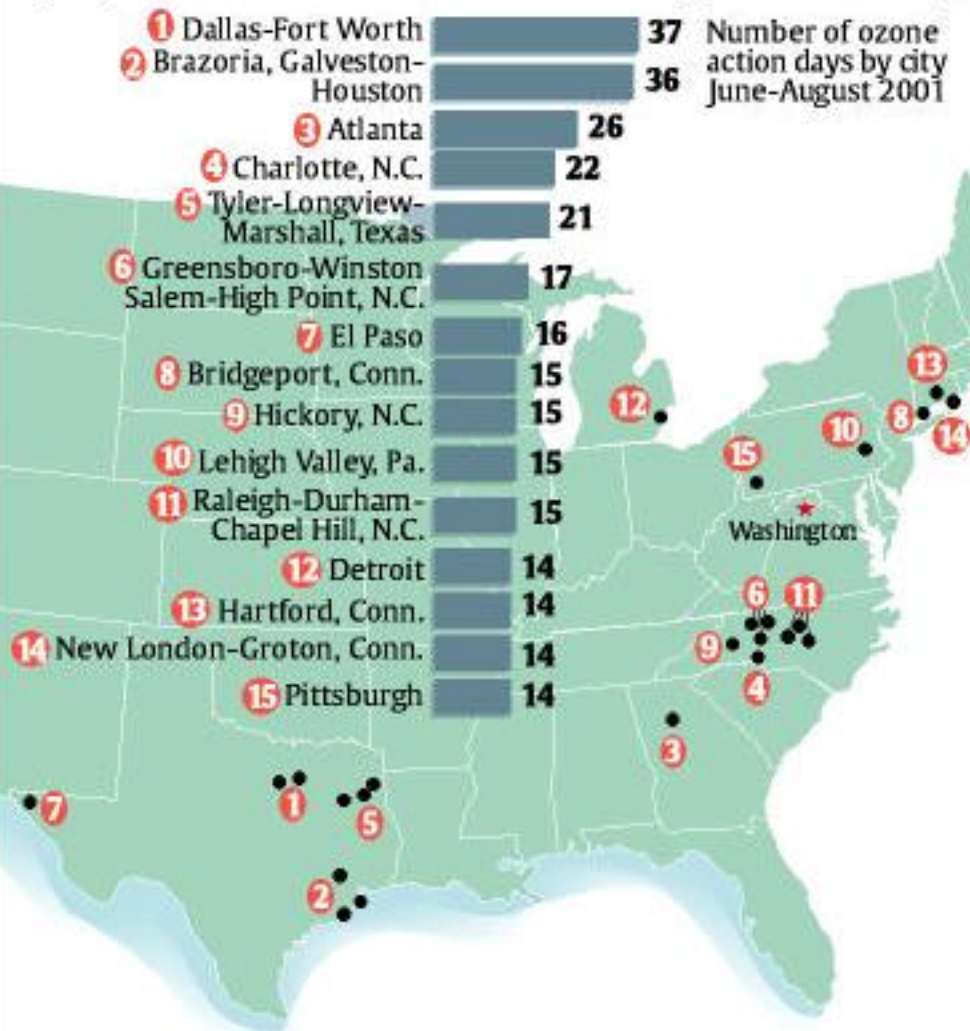 1 Dallas-Fort Worth 37
Number of ozone
action days by city
June-August 2001
2 Brazoria, Galveston-
Houston 36
3 Atlanta 26
4 Charlotte, N.C. 22
5 Tyler-Longview-
Marshall, Texas 21
6 Greensboro-Winston
Salem-High Point, N.C. 17
7 El Paso 16
8 Bridgeport, Conn. 15
9 Hickory, N.C. 15
10 Lehigh Valley, Pa. 15
11 Raleigh-Durham-
Chapel Hill, N.C. 15
12 Detroit 14
13 Hartford, Conn. 14
14 New London-Groton, Conn. 14
15 Pittsburgh 14
13
12
8
14
10
15
Washington
6 11
9
4
3
7
1
5
2